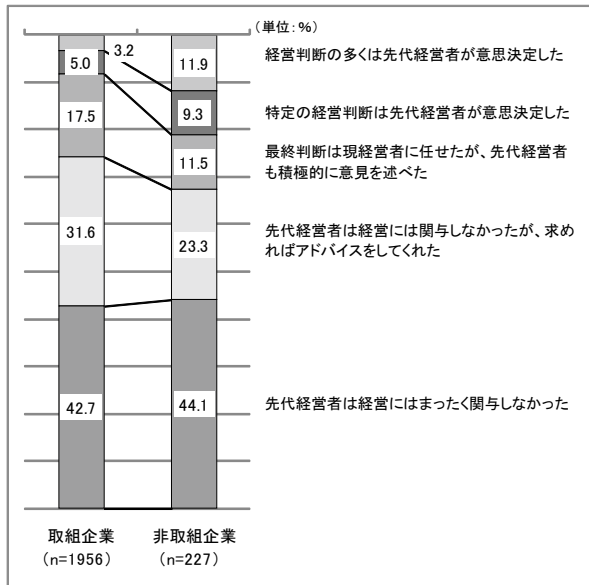 (単位:%)
3.2
5.0
11.9
経営判断の多くは先代経営者が意思決定した
9.3
特定の経営判断は先代経営者が意思決定した
17.5
11.5
最終判断は現経営者に任せたが、先代経営者
も積極的に意見を述べた
31.6
23.3
先代経営者は経営には関与しなかったが、求め
ればアドバイスをしてくれた
42.7
44.1
先代経営者は経営にはまったく関与しなかった
取組企業
(n=1956)
非取組企業
(n=227)